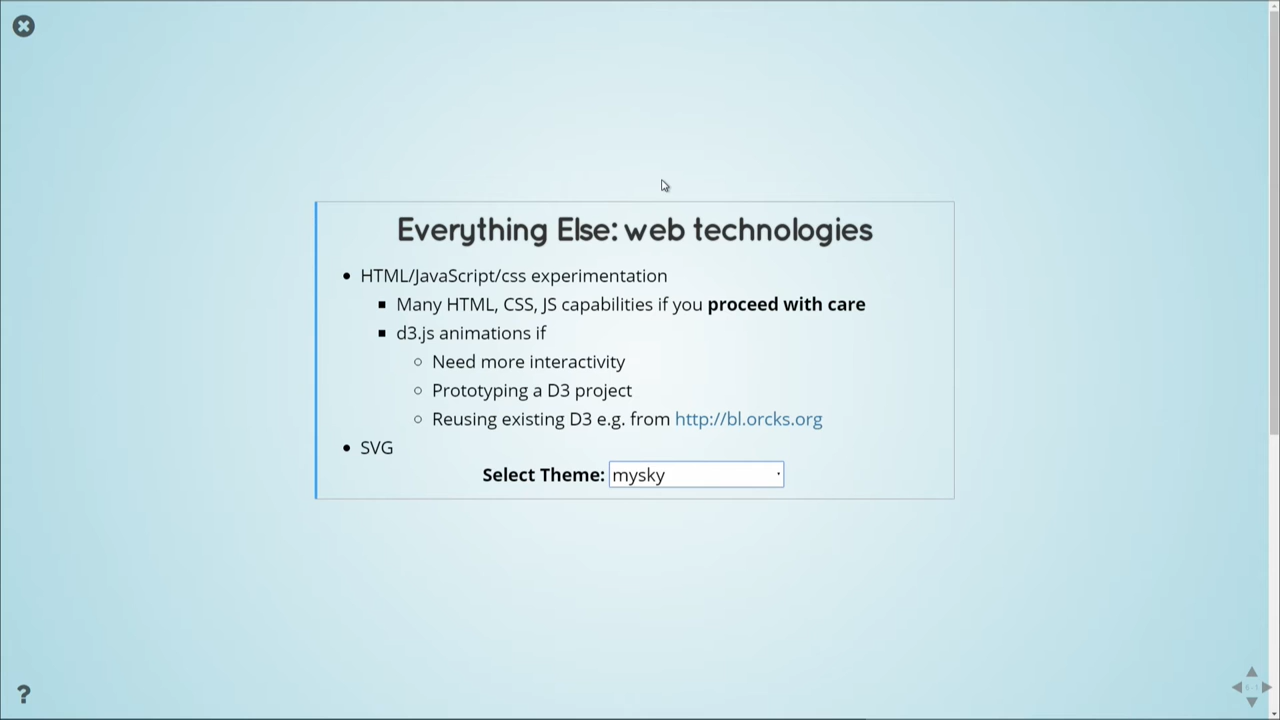 Everything Else: web technologies
HTML/JavaScript/css experimentation
Many HTML, CSS, JS capabilities if you proceed with care
d3.js animations if
Need more interactivity
Prototyping a D3 project
Reusing existing D3 e.g. from http://bl.orcks.org
SVG
Select Theme: mysky
?